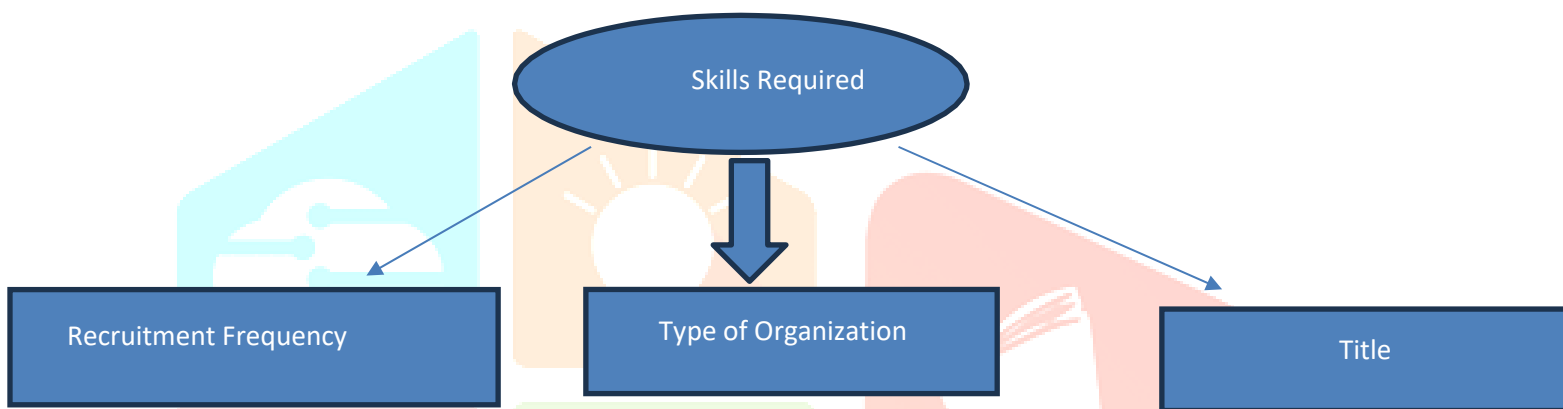 Skills Required
Recruitment Frequency
Type of Organization
Title